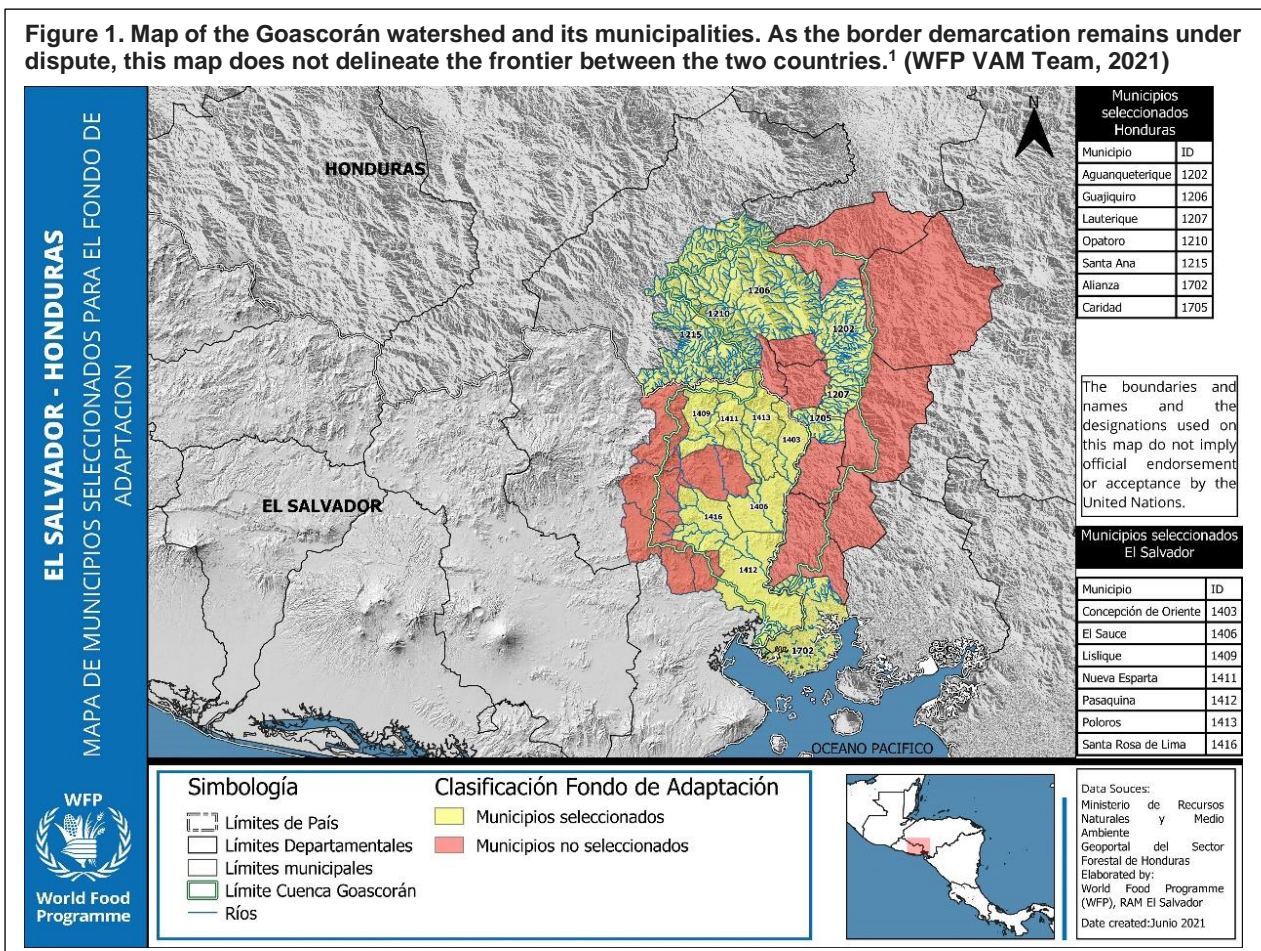 Figure 1. Map of the Goascorán watershed and its municipalities. As the border demarcation remains under
dispute, this map does not delineate the frontier between the two countries.1 (WFP VAM Team, 2021)
EL SALVADOR - HONDURAS
MAPA DE MUNICIPIOS SELECCIONADOS PARA EL FONDO DE
ADAPTACION
WFP
World Food
Programme
HONDURAS
EL SALVADOR
OCEANO PACIFICO
N
1206
1210
1202
1215
1207
1705
1409
1411
1413
1403
1416
1406
1412
1702
Municipios
seleccionados
Honduras
Municipio ID
Aguanqueterique 1202
Guajiquiro 1206
Lauterique 1207
Opatoro 1210
Santa Ana 1215
Alianza 1702
Caridad 1705
The boundaries and
names and the
designations used on
this map do not imply
official endorsement
or acceptance by the
United Nations.
Municipios seleccionados
El Salvador
Municipio ID
Concepción de Oriente 1403
El Sauce 1406
Lislique 1409
Nueva Esparta 1411
Pasaquina 1412
Poloros 1413
Santa Rosa de Lima 1416
Simbología
Límites de País
Límites Departamentales
Límites municipales
Límite Cuenca Goascorán
Ríos
Clasificación Fondo de Adaptación
Municipios seleccionados
Municipios no seleccionados
Data Souces:
Ministerio de Recursos
Naturales y Medio
Ambiente
Geoportal del Sector
Forestal de Honduras
Elaborated by:
World Food Programme
(WFP), RAM El Salvador
Date created:Junio 2021